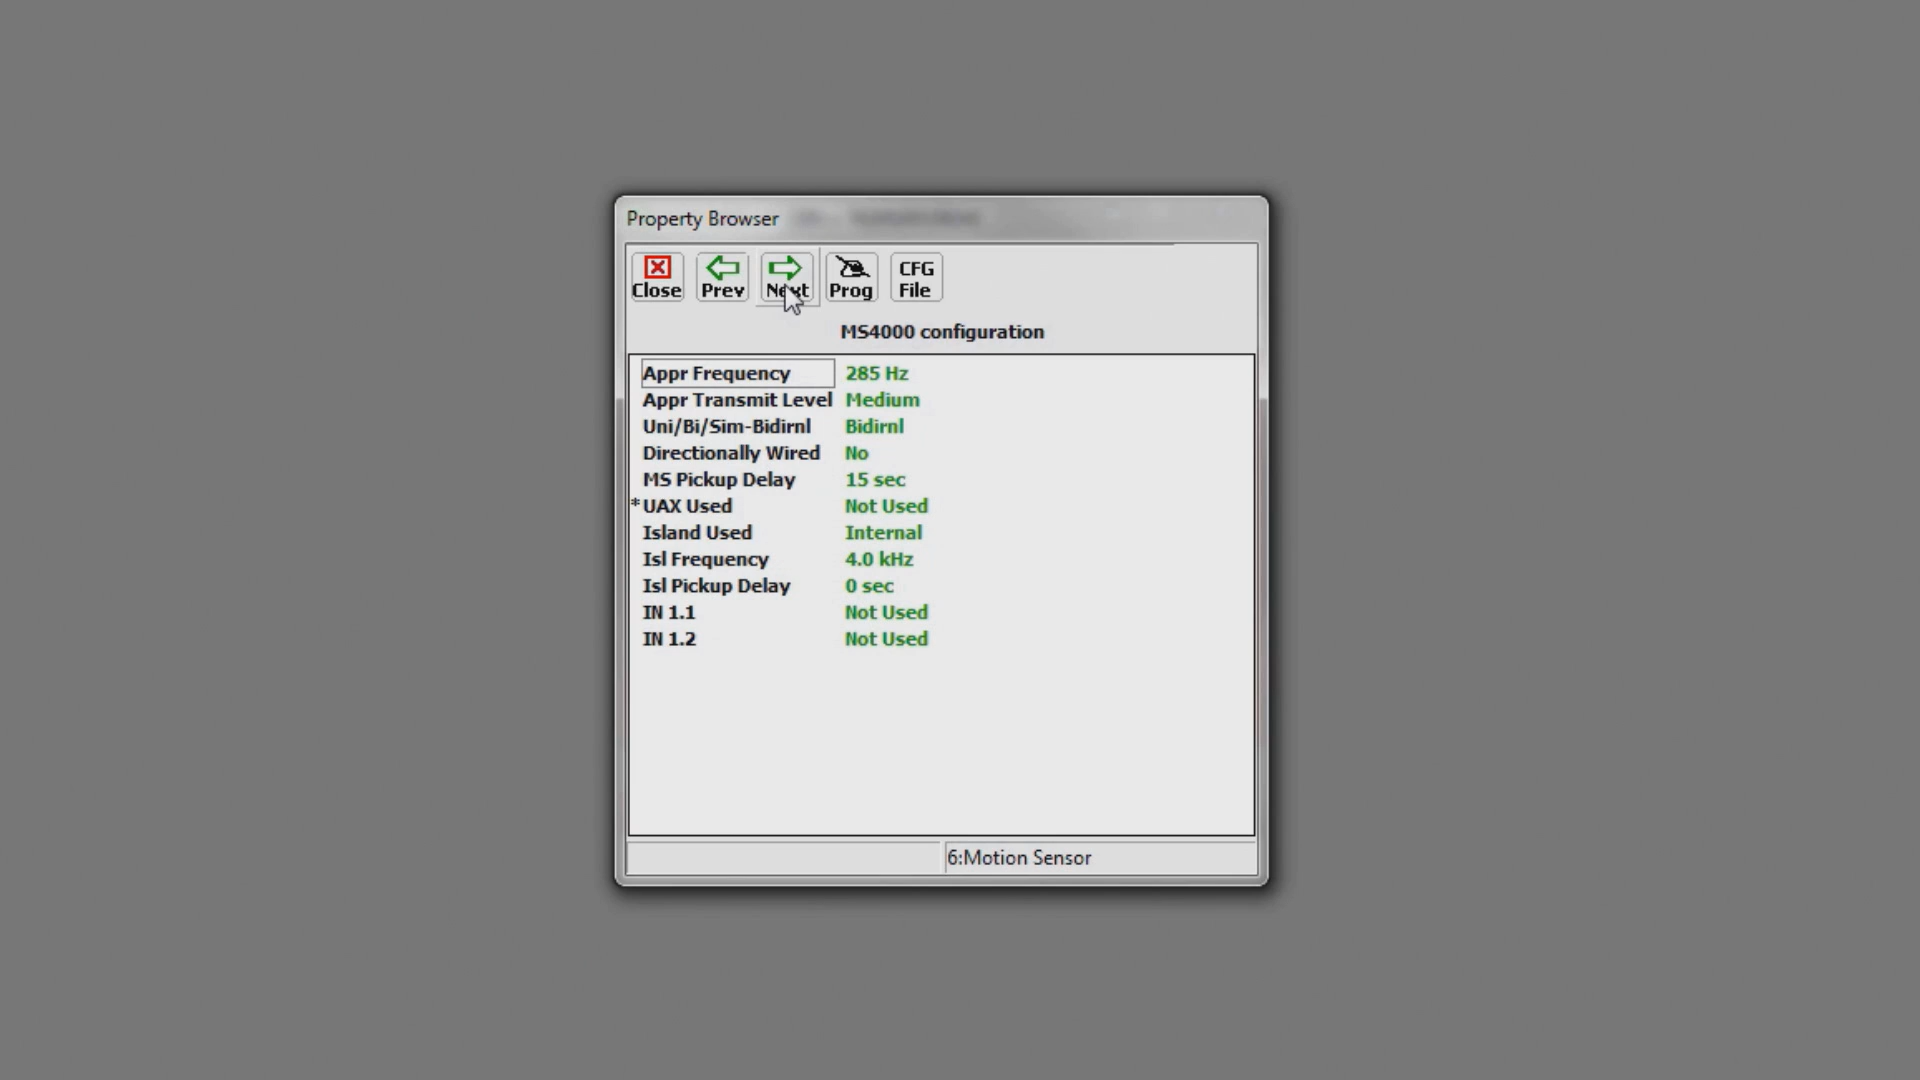 Property Browser
Close Prev Next Prog CFG File
MS4000 configuration
Appr Frequency 285 Hz
Appr Transmit Level Medium
Uni/Bi/Sim-Bidirnl Bidirnl
Directionally Wired No
MS Pickup Delay 15 sec
*UAX Used Not Used
Island Used Internal
Isl Frequency 4.0 kHz
Isl Pickup Delay 0 sec
IN 1.1 Not Used
IN 1.2 Not Used
6:Motion Sensor